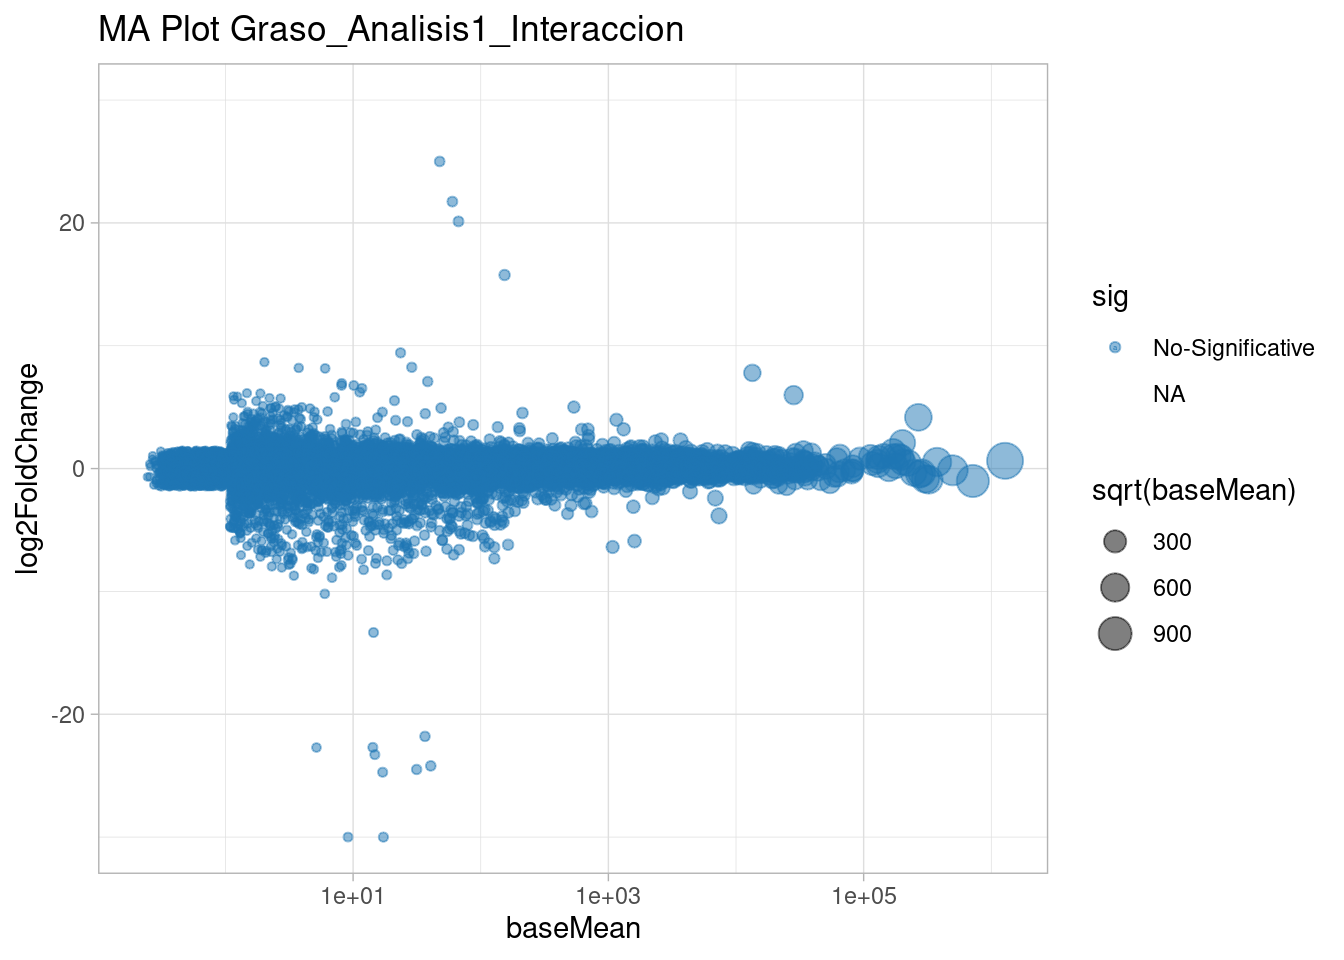 MA Plot Graso_Analisis1_Interaccion
20
0
-20
log2FoldChange
1e+01
1e+03
1e+05
baseMean
sig
No-Significative
NA
sqrt(baseMean)
300
600
900